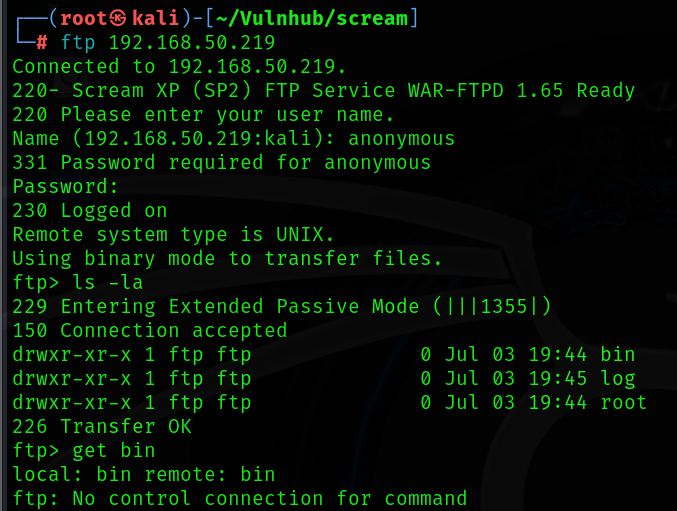 ┌──(root㉿kali)-[~/Vulnhub/scream]
└─# ftp 192.168.50.219
Connected to 192.168.50.219.
220- Scream XP (SP2) FTP Service WAR-FTPD 1.65 Ready
220 Please enter your user name.
Name (192.168.50.219:kali): anonymous
331 Password required for anonymous
Password:
230 Logged on
Remote system type is UNIX.
Using binary mode to transfer files.
ftp> ls -la
229 Entering Extended Passive Mode (|||1355|)
150 Connection accepted
drwxr-xr-x 1 ftp ftp              0 Jul 03 19:44 bin
drwxr-xr-x 1 ftp ftp              0 Jul 03 19:45 log
drwxr-xr-x 1 ftp ftp              0 Jul 03 19:44 root
226 Transfer OK
ftp> get bin
local: bin remote: bin
ftp: No control connection for command